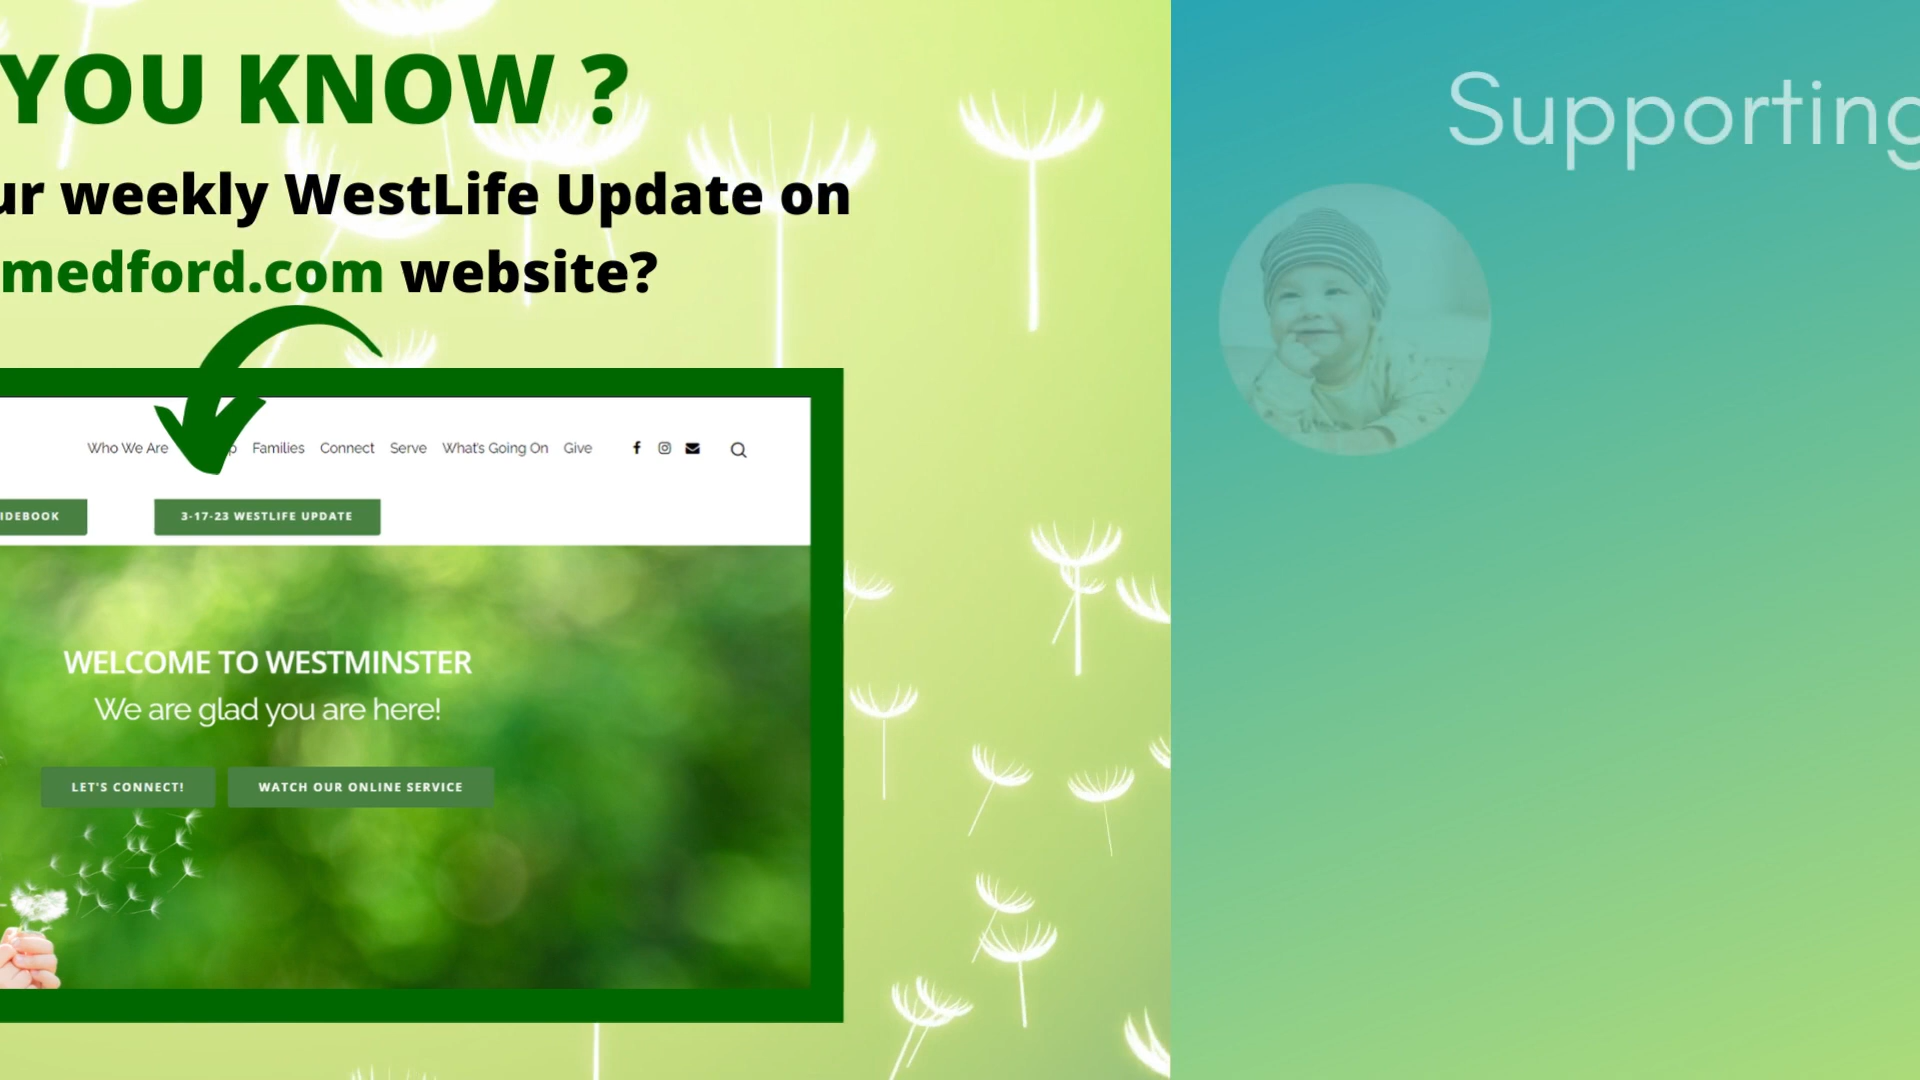 YOU KNOW ?
ur weekly WestLife Update on
medford.com website?
Who We Are Families Connect Serve What's Going On Give
IDEBOOK
3-17-23 WESTLIFE UPDATE
WELCOME TO WESTMINSTER
We are glad you are here!
LET'S CONNECT!
WATCH OUR ONLINE SERVICE
Supporting